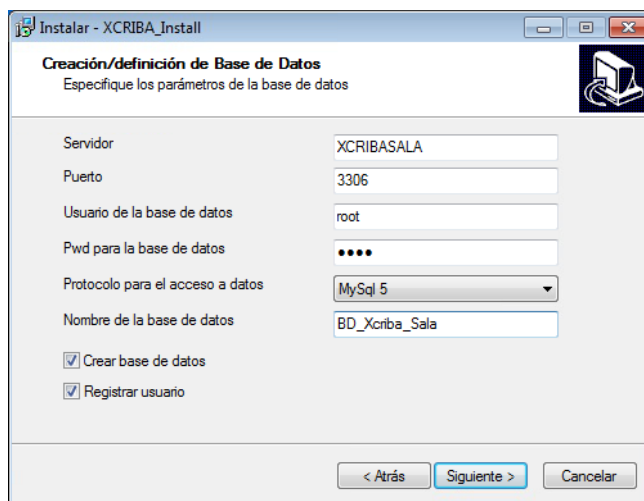 Instalar - XCRIBA_Install
Creación/definición de Base de Datos
Especifique los parámetros de la base de datos
Servidor XCRIBASALA
Puerto 3306
Usuario de la base de datos root
Pwd para la base de datos ••••
Protocolo para el acceso a datos MySql 5
Nombre de la base de datos BD_Xcriba_Sala
Crear base de datos
Registrar usuario
< Atrás Siguiente > Cancelar